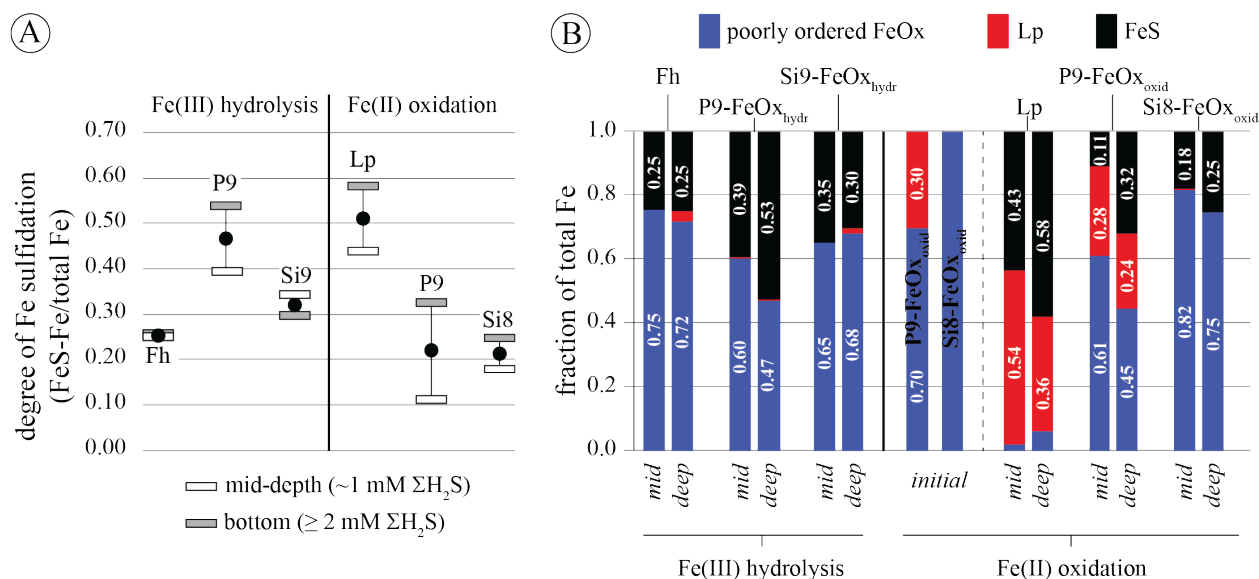 A
Fe(III) hydrolysis
Fe(II) oxidation
degree of Fe sulfidation
(FeS-Fe/total Fe)
0.70
0.60
0.50
0.40
0.30
0.20
0.10
0.00
Fh
P9
Si9
Lp
P9
Si8
mid-depth (~1 mM ΣH₂S)
bottom (≥ 2 mM ΣH₂S)
B
poorly ordered FeOx
Lp
FeS
Fh
P9-FeOx_hydr
Si9-FeOx_hydr
Lp
P9-FeOx_oxid
Si8-FeOx_oxid
fraction of total Fe
1.0
0.8
0.6
0.4
0.2
0.0
0.25
0.75
0.25
0.72
0.39
0.60
0.53
0.47
0.35
0.65
0.30
0.68
0.30
P9-FeOx_oxid
0.70
Si8-FeOx_oxid
0.43
0.54
0.58
0.36
0.11
0.28
0.61
0.32
0.24
0.45
0.18
0.82
0.25
0.75
mid
deep
mid
deep
mid
deep
initial
mid
deep
mid
deep
mid
deep
Fe(III) hydrolysis
Fe(II) oxidation